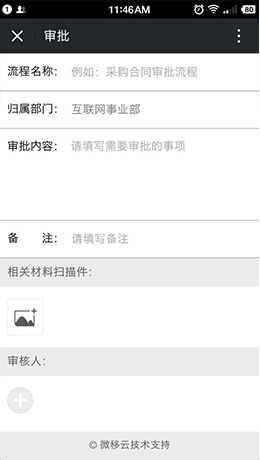 1 11:46AM 80
审批
流程名称： 例如：采购合同审批流程
归属部门： 互联网事业部
审批内容： 请填写需要审批的事项
备 注： 请填写备注
相关材料扫描件：
审核人：
© 微移云技术支持